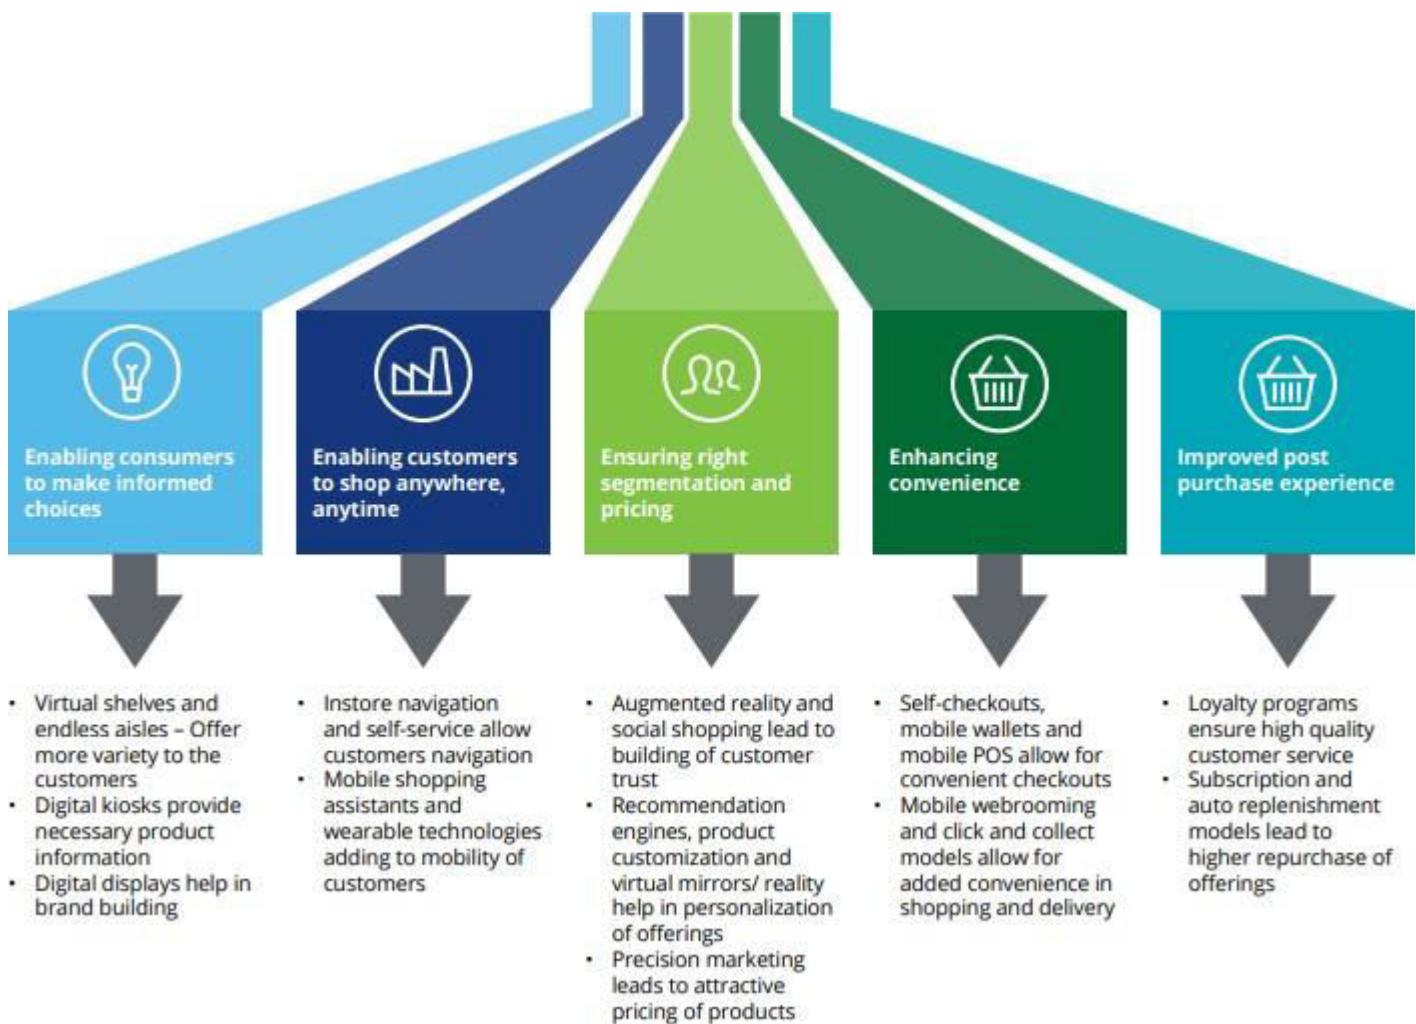 Enabling consumers
to make informed
choices
Enabling customers
to shop anywhere,
anytime
Ensuring right
segmentation and
pricing
Enhancing
convenience
Improved post
purchase experience
• Virtual shelves and
endless aisles – Offer
more variety to the
customers
• Digital kiosks provide
necessary product
information
• Digital displays help in
brand building
• Instore navigation
and self-service allow
customers navigation
• Mobile shopping
assistants and
wearable technologies
adding to mobility of
customers
• Augmented reality and
social shopping lead to
building of customer
trust
• Recommendation
engines, product
customization and
virtual mirrors/ reality
help in personalization
of offerings
• Precision marketing
leads to attractive
pricing of products
• Self-checkouts,
mobile wallets and
mobile POS allow for
convenient checkouts
• Mobile webrooming
and click and collect
models allow for
added convenience in
shopping and delivery
• Loyalty programs
ensure high quality
customer service
• Subscription and
auto replenishment
models lead to
higher repurchase of
offerings